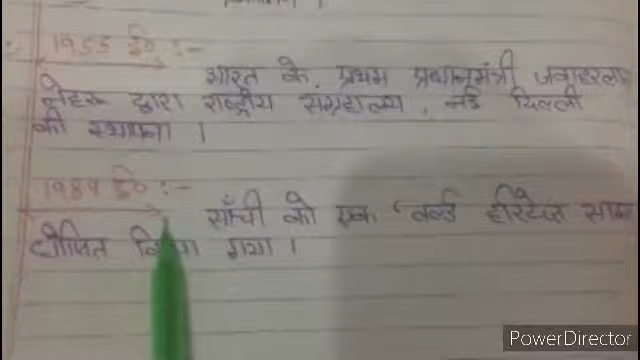 1955 ई० :-
भारत के प्रथम प्रधानमंत्री जवाहरला
नेहरू द्वारा राष्ट्रीय संग्रहालय, नई दिल्ली
की स्थापना ।
1989 ई० :-
साँची को एक 'वर्ल्ड हेरिटेज साइ
घोषित किया गया ।
PowerDirector